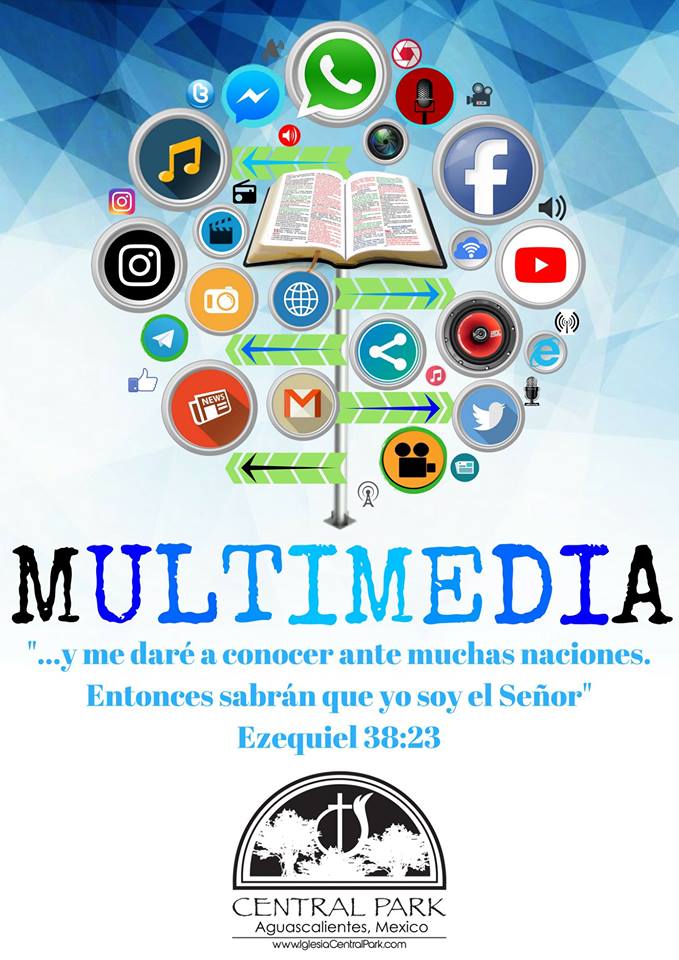 NEWS
MULTIMEDIA
"...y me daré a conocer ante muchas naciones.
Entonces sabrán que yo soy el Señor"
Ezequiel 38:23
CENTRAL PARK
Aguascalientes, Mexico
www.IglesiaCentralPark.com